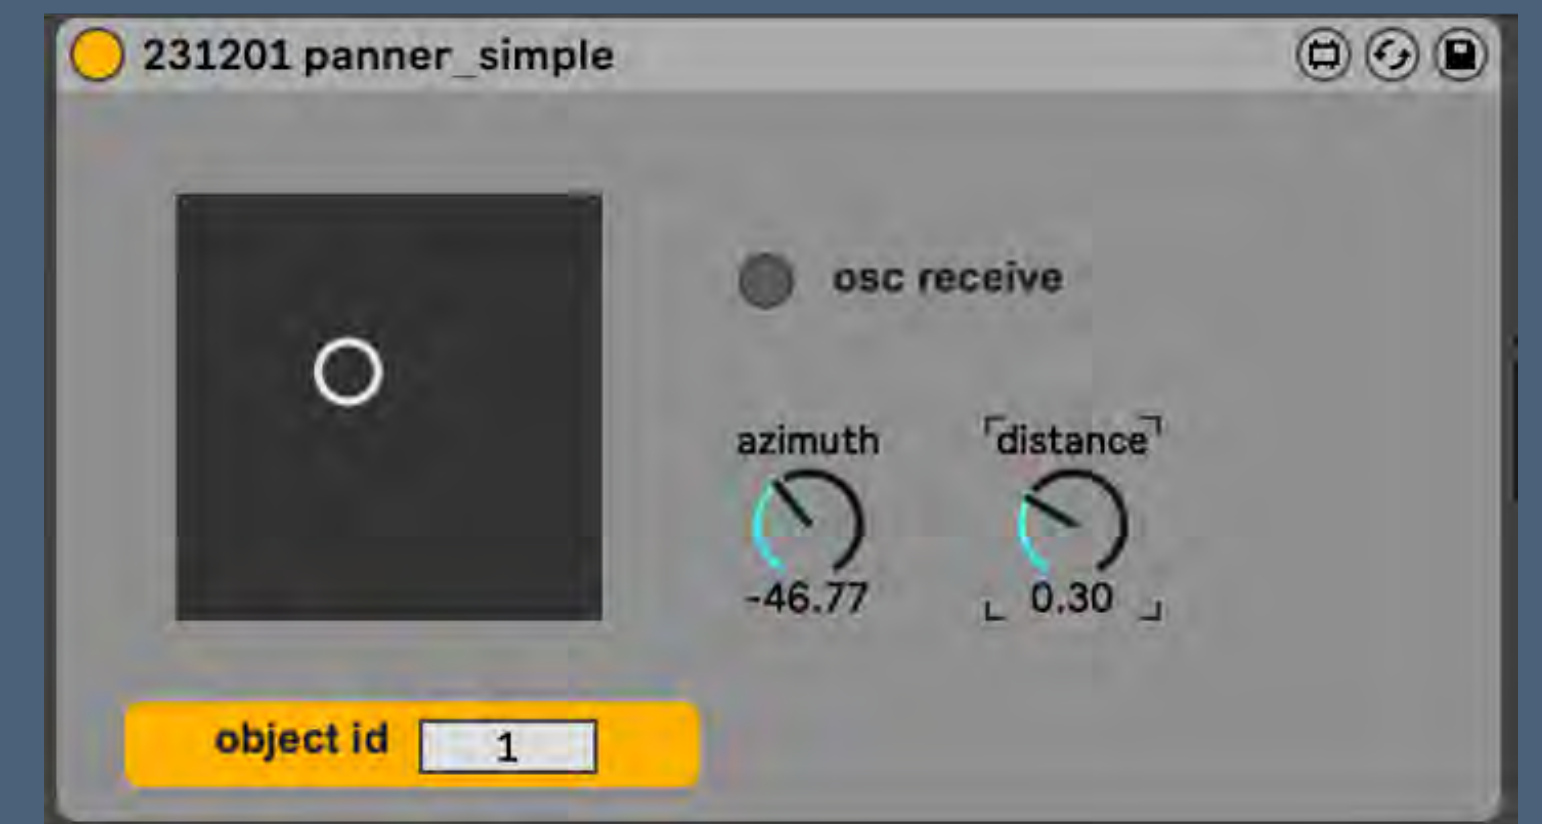 231201 panner_simple
osc receive
azimuth
distance
-46.77
0.30
object id
1